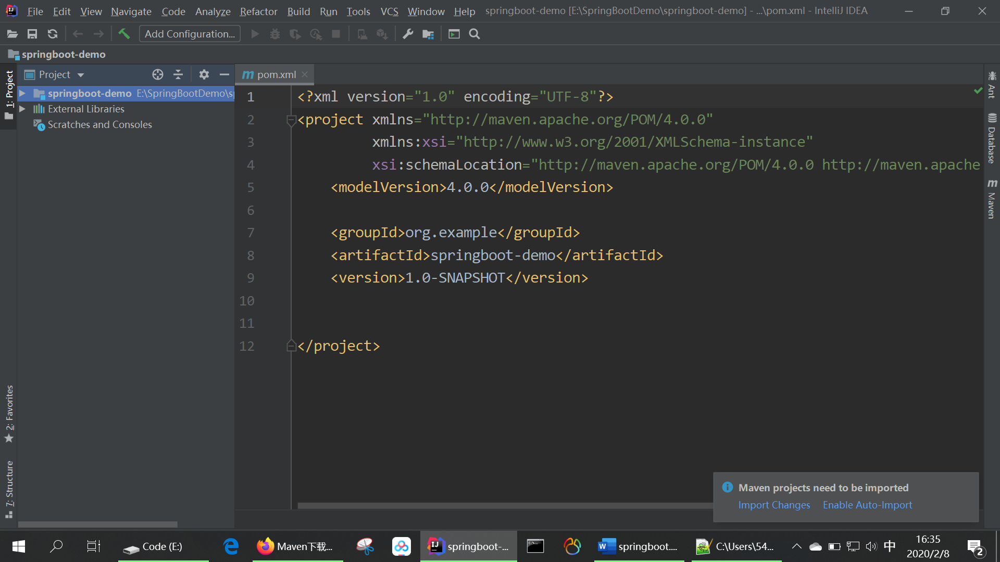 File Edit View Navigate Code Analyze Refactor Build Run Tools VCS Window Help springboot-demo [E:\SpringBootDemo\springboot-demo] - ...\pom.xml - IntelliJ IDEA
Add Configuration...
springboot-demo
1: Project
Project
springboot-demo E:\SpringBootDemo\s
External Libraries
Scratches and Consoles
2: Favorites
7: Structure
m pom.xml
1 <?xml version="1.0" encoding="UTF-8"?>
2 <project xmlns="http://maven.apache.org/POM/4.0.0"
3 xmlns:xsi="http://www.w3.org/2001/XMLSchema-instance"
4 xsi:schemaLocation="http://maven.apache.org/POM/4.0.0 http://maven.apache
5 <modelVersion>4.0.0</modelVersion>
6
7 <groupId>org.example</groupId>
8 <artifactId>springboot-demo</artifactId>
9 <version>1.0-SNAPSHOT</version>
10
11
12 </project>
Ant
Database
m Maven
Maven projects need to be imported
Import Changes Enable Auto-Import
Code (E:) Maven下载... springboot-... springboot.... C:\Users\54... 中 16:35
2020/2/8 2